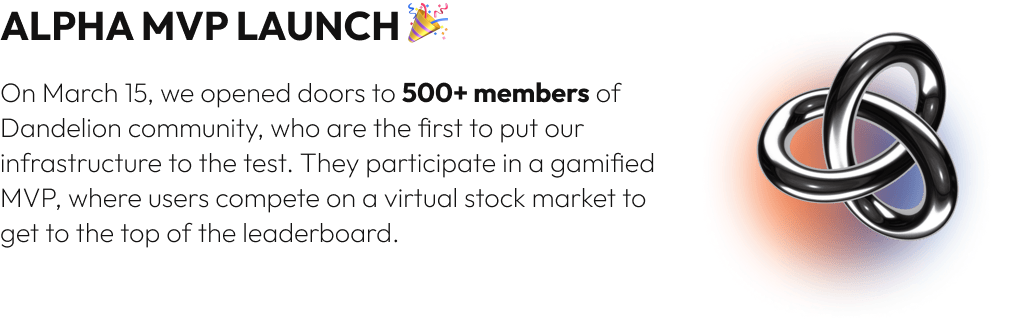 ALPHA MVP LAUNCH 🎉
On March 15, we opened doors to 500+ members of
Dandelion community, who are the first to put our
infrastructure to the test. They participate in a gamified
MVP, where users compete on a virtual stock market to
get to the top of the leaderboard.